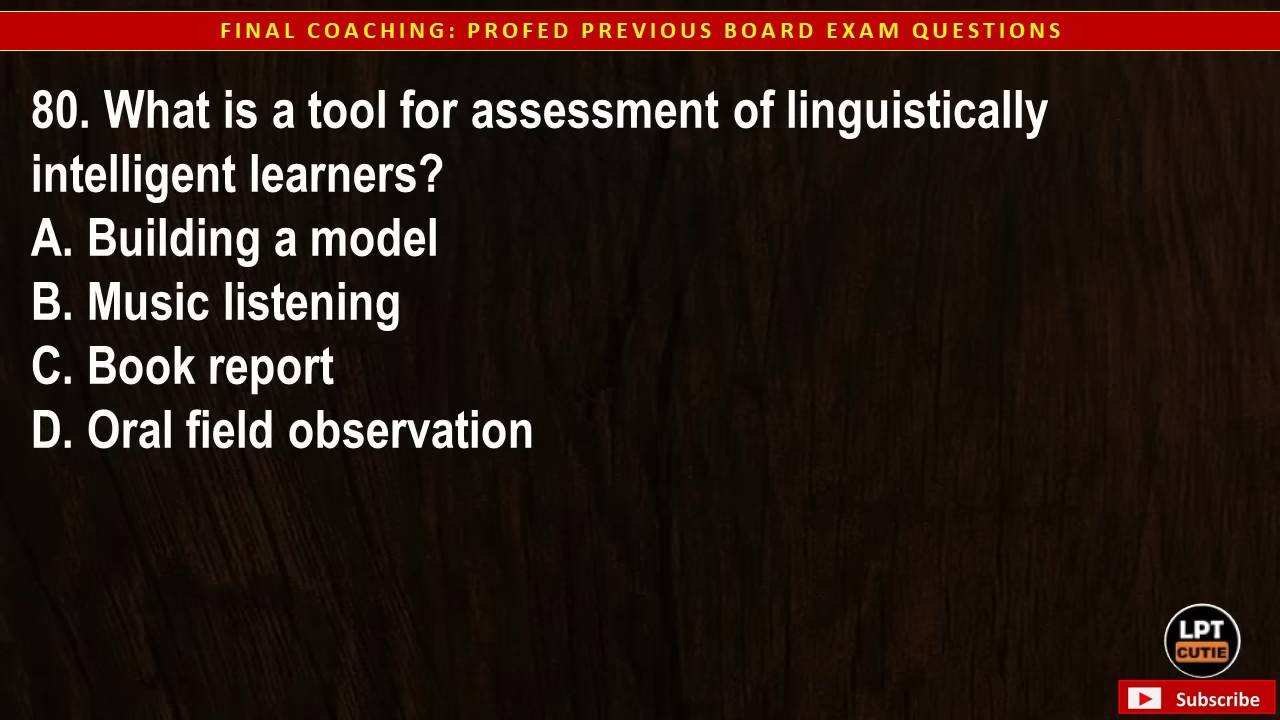 FINAL COACHING: PROFED PREVIOUS BOARD EXAM QUESTIONS
80. What is a tool for assessment of linguistically
intelligent learners?
A. Building a model
B. Music listening
C. Book report
D. Oral field observation
LPT
CUTIE
Subscribe